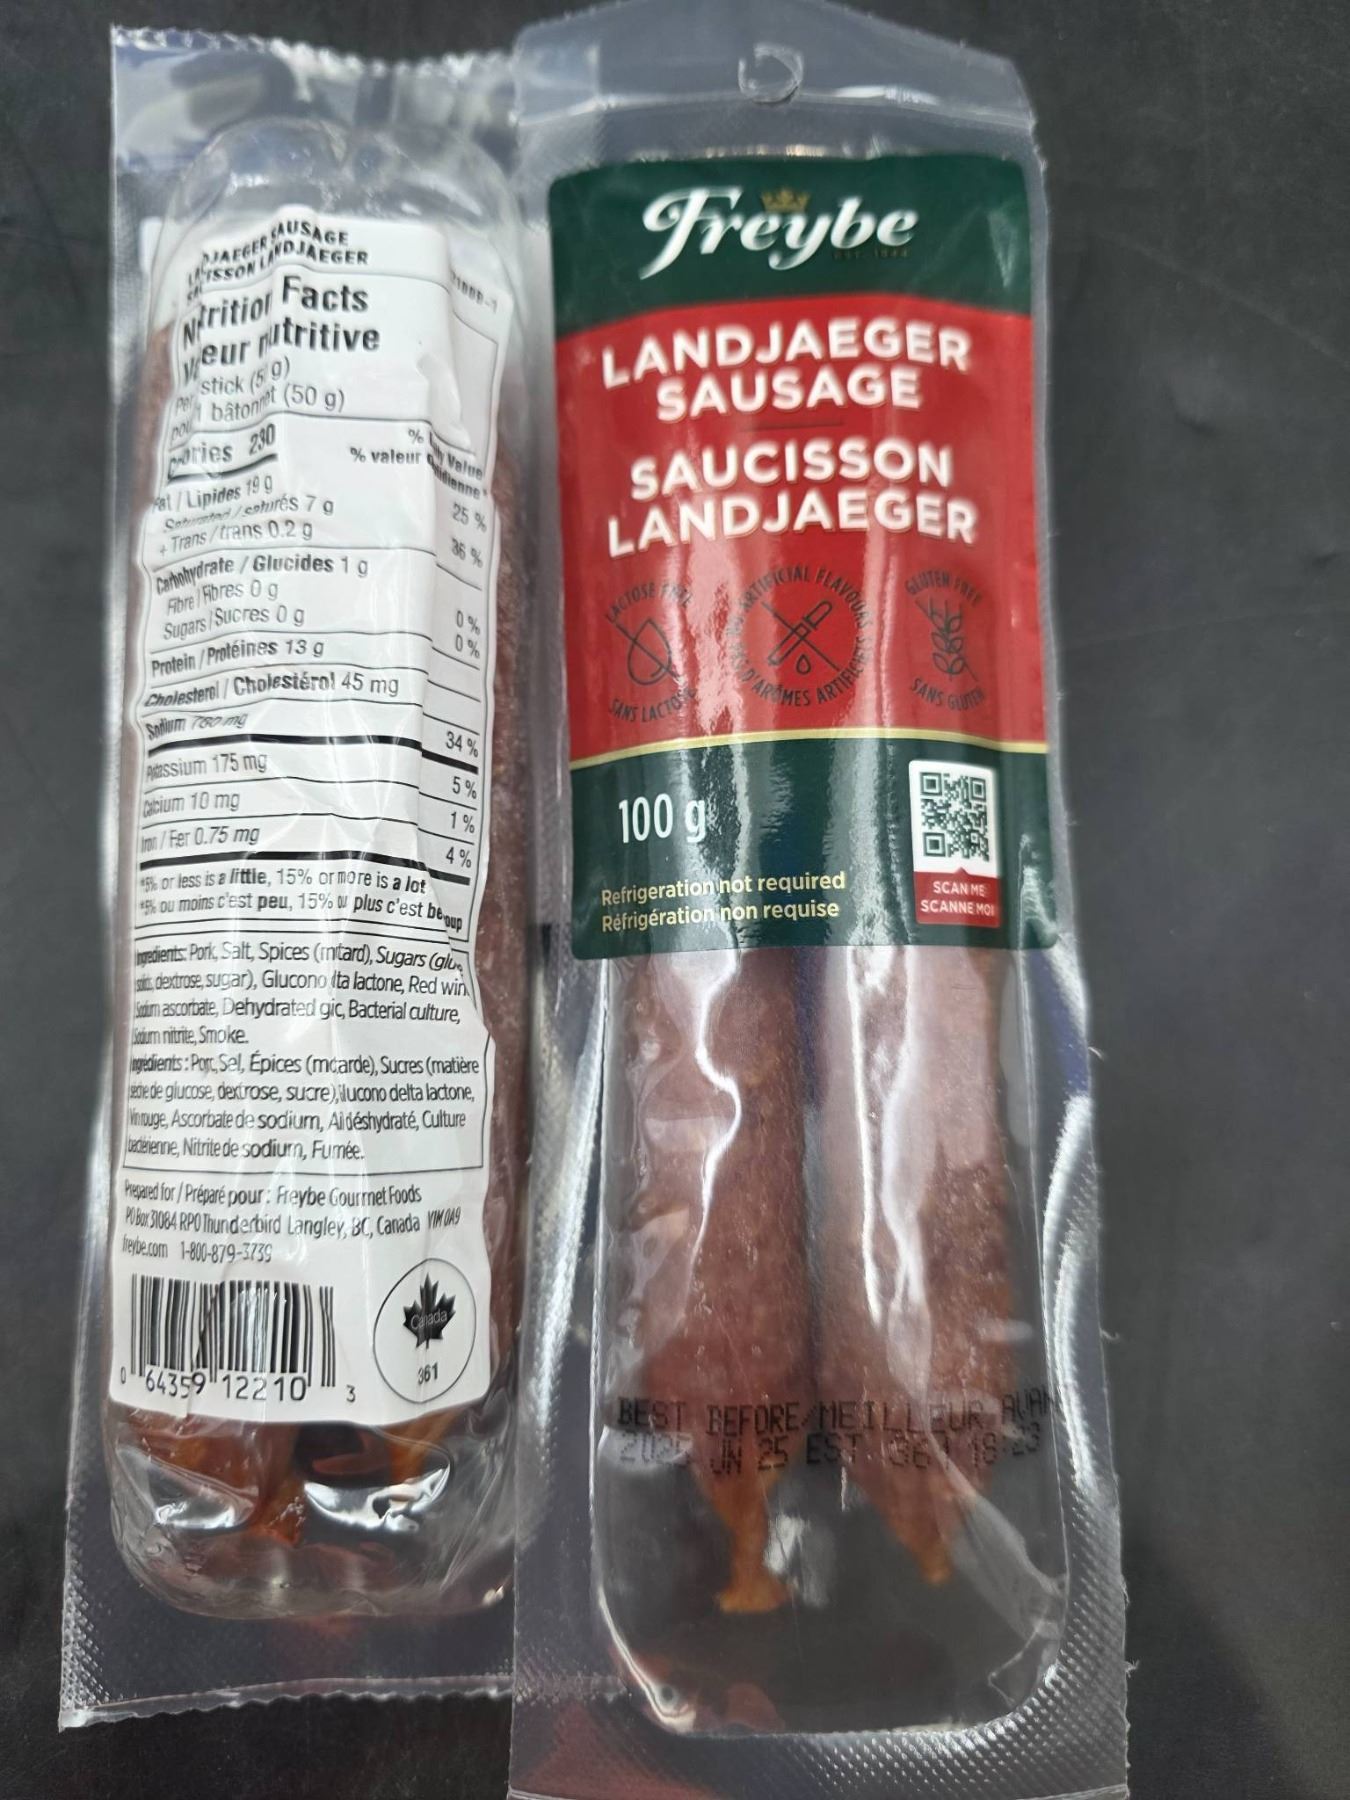 LANDJAEGER SAUSAGE
SAUCISSON LANDJAEGER
71000-1
Nutrition Facts
Valeur nutritive
Per 1 stick (50 g)
pour 1 bâtonnet (50 g)
Calories 230
% Daily Value*
% valeur quotidienne*
Fat / Lipides 19 g 25 %
Saturated / saturés 7 g
+ Trans / trans 0.2 g 36 %
Carbohydrate / Glucides 1 g
Fibre / Fibres 0 g 0 %
Sugars / Sucres 0 g 0 %
Protein / Protéines 13 g
Cholesterol / Cholestérol 45 mg
Sodium 780 mg 34 %
Potassium 175 mg 5 %
Calcium 10 mg 1 %
Iron / Fer 0.75 mg 4 %
*5% or less is a little, 15% or more is a lot
*5% ou moins c'est peu, 15% ou plus c'est beaucoup
Ingredients: Pork, Salt, Spices (mustard), Sugars (glucose
solids, dextrose, sugar), Glucono delta lactone, Red wine,
Sodium ascorbate, Dehydrated garlic, Bacterial culture,
Sodium nitrite, Smoke.
Ingrédients : Porc, Sel, Épices (moutarde), Sucres (matière
sèche de glucose, dextrose, sucre), Glucono delta lactone,
Vin rouge, Ascorbate de sodium, Ail déshydraté, Culture
bactérienne, Nitrite de sodium, Fumée.
Prepared for / Préparé pour : Freybe Gourmet Foods
PO Box 31084 RPO Thunderbird Langley, BC, Canada V1M 0A9
freybe.com 1-800-879-3739
0 64359 12210 3
Canada
361
Freybe
EST. 1844
LANDJAEGER
SAUSAGE
SAUCISSON
LANDJAEGER
LACTOSE FREE
SANS LACTOSE
NO ARTIFICIAL FLAVOURS
PAS D'ARÔMES ARTIFICIELS
GLUTEN FREE
SANS GLUTEN
100 g
Refrigeration not required
Réfrigération non requise
SCAN ME
SCANNE MOI
BEST BEFORE/MEILLEUR AVANT
2025 JN 25 EST 361 18:23